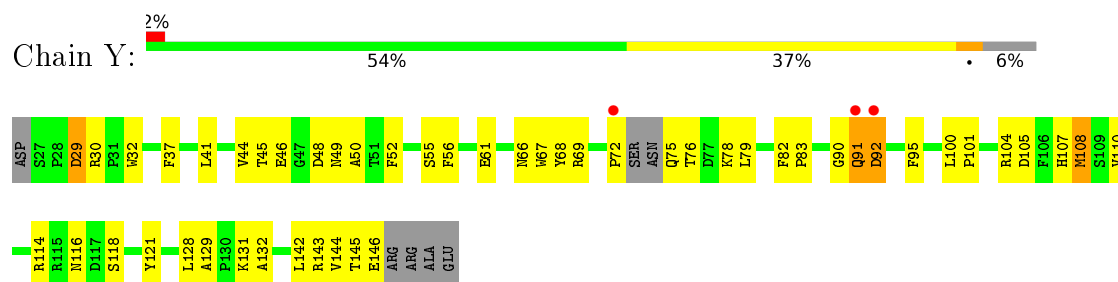 2%
Chain Y:
54% 37% • 6%
ASP S27 P28 D29 R30 P31 W32 F37 L41 V44 T45 E46 G47 D48 N49 A50 T51 F52 S55 F56 E61 N66 W67 Y68 R69 P72 SER ASN Q75 T76 D77 K78 L79 F82 P83 G90 Q91 D92 F95 L100 P101 R104 D105 F106 H107 M108 S109 V110
R114 R115 N116 D117 S118 Y121 L128 A129 P130 K131 A132 L142 R143 V144 T145 E146 ARG ARG ALA GLU